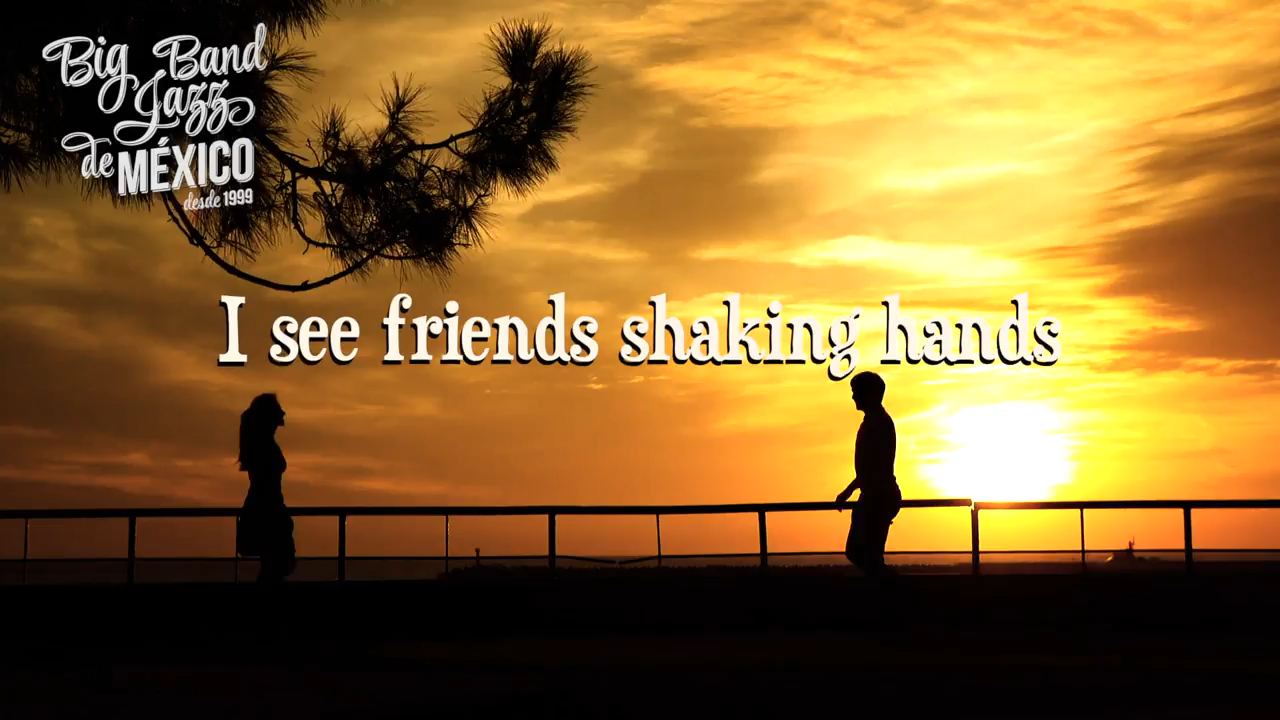 Big Band
Jazz
de MÉXICO
desde 1999
I see friends shaking hands